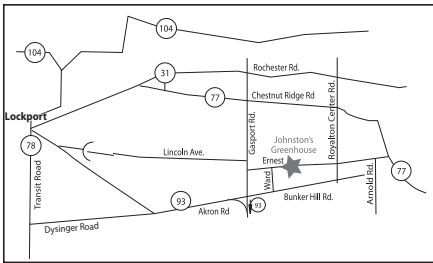 104
104
31
Rochester Rd.
77
Chestnut Ridge Rd
Lockport
Gasport Rd.
Royalton Center Rd.
78
Johnston's
Greenhouse
Lincoln Ave.
Ernest
Ward
77
Transit Road
93
Bunker Hill Rd.
Arnold Rd.
Akron Rd
93
Dysinger Road